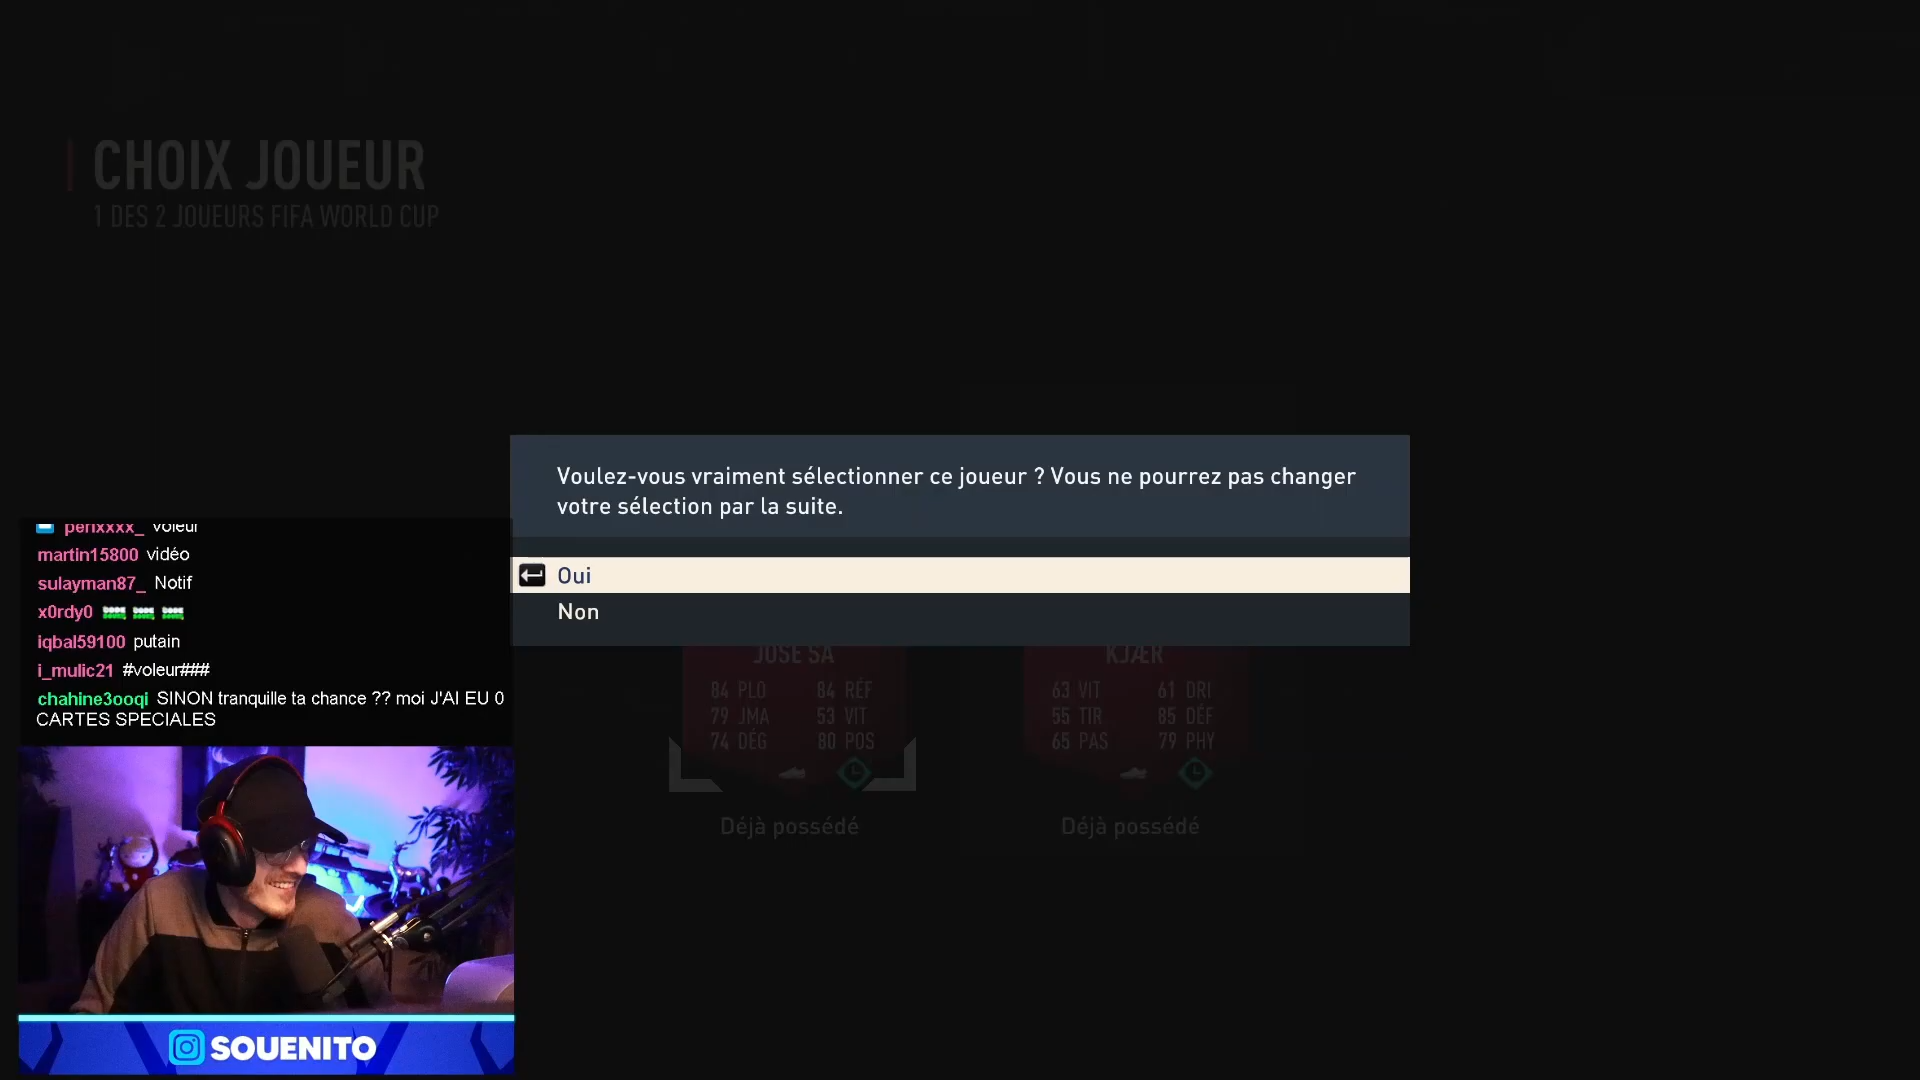 CHOIX JOUEUR
1 DES 2 JOUEURS FIFA WORLD CUP
Voulez-vous vraiment sélectionner ce joueur ? Vous ne pourrez pas changer
votre sélection par la suite.
Oui
Non
JOSÉ SÁ
84 PLO 84 RÉF
79 JMA 53 VIT
74 DÉG 80 POS
Déjà possédé
KJÆR
63 VIT 61 DRI
55 TIR 85 DÉF
65 PAS 79 PHY
Déjà possédé
perixxxx_ voleur
martin15800 vidéo
sulayman87_ Notif
x0rdy0
iqbal59100 putain
i_mulic21 #voleur###
chahine3ooqi SINON tranquille ta chance ?? moi J'AI EU 0
CARTES SPECIALES
SOUENITO